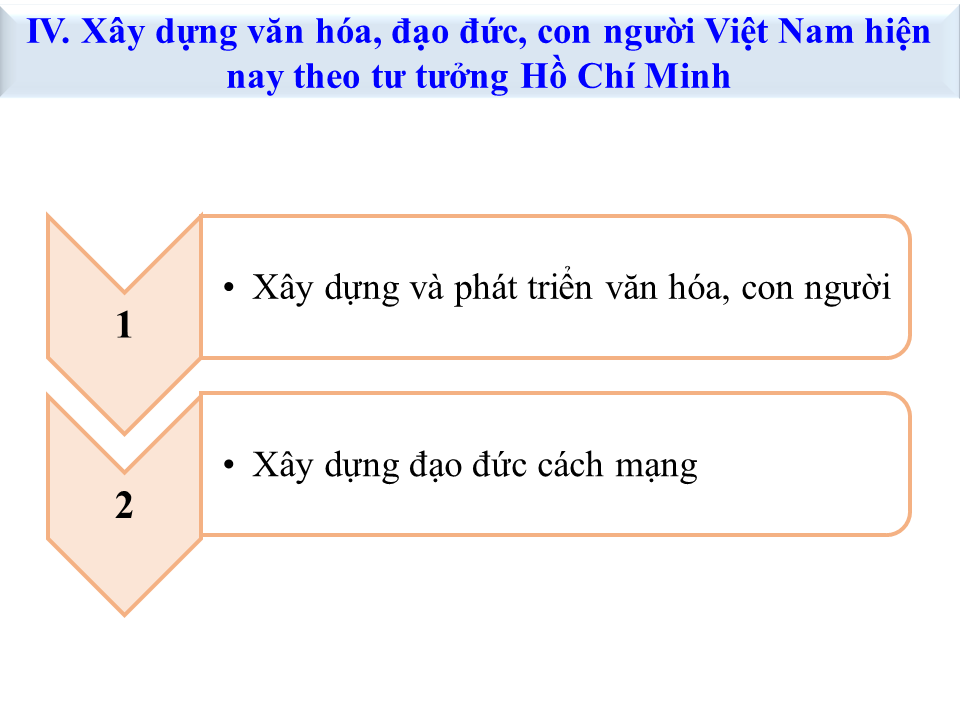 IV. Xây dựng văn hóa, đạo đức, con người Việt Nam hiện
nay theo tư tưởng Hồ Chí Minh
1
• Xây dựng và phát triển văn hóa, con người
2
• Xây dựng đạo đức cách mạng